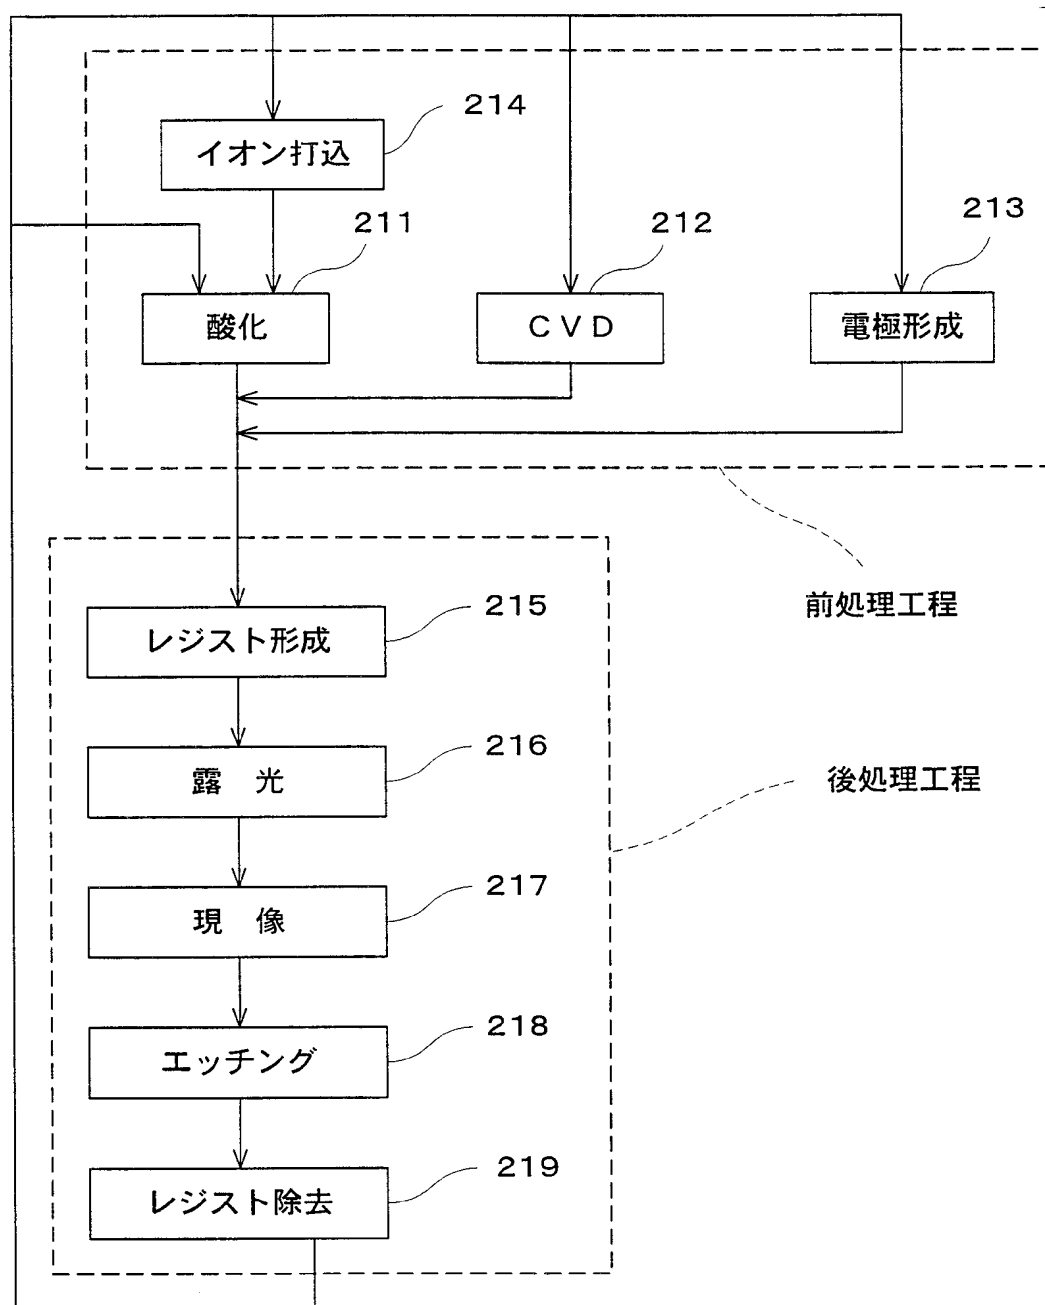 214
イオン打込
211
212
213
酸化
CVD
電極形成
前処理工程
215
レジスト形成
216
露 光
後処理工程
217
現 像
218
エッチング
219
レジスト除去